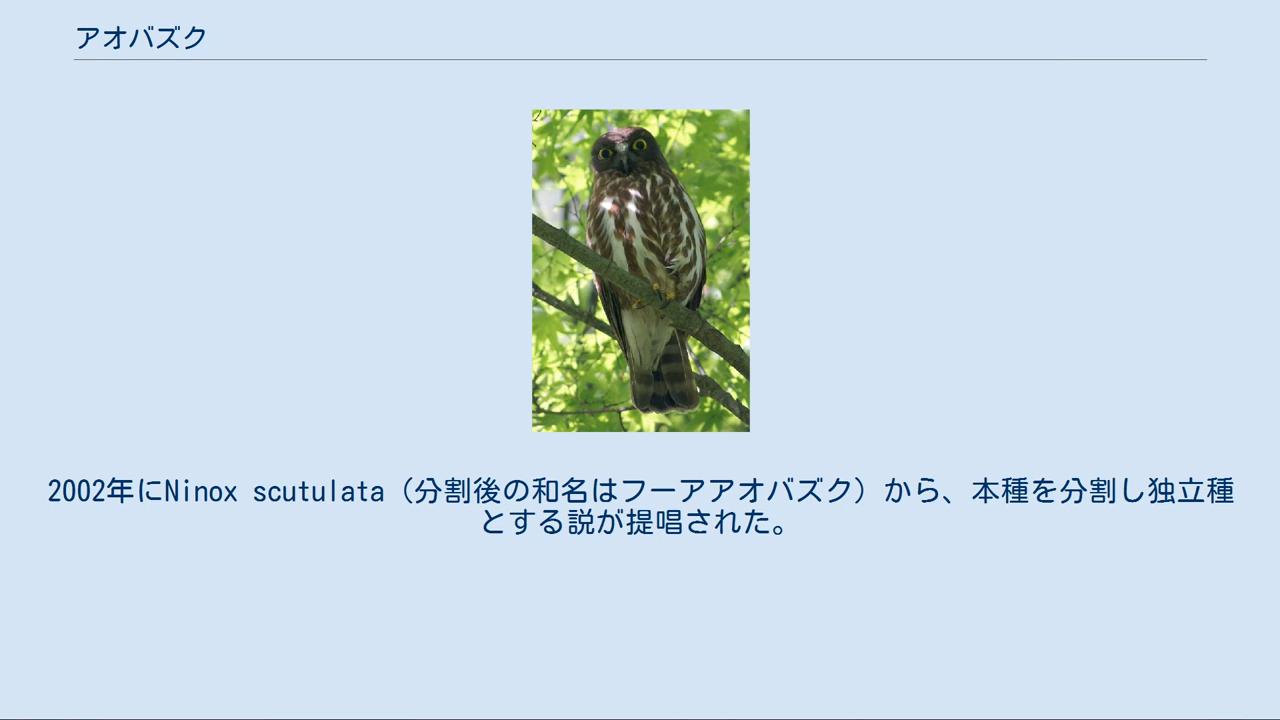 アオバズク
2002年にNinox scutulata（分割後の和名はフーアアオバズク）から、本種を分割し独立種
とする説が提唱された。